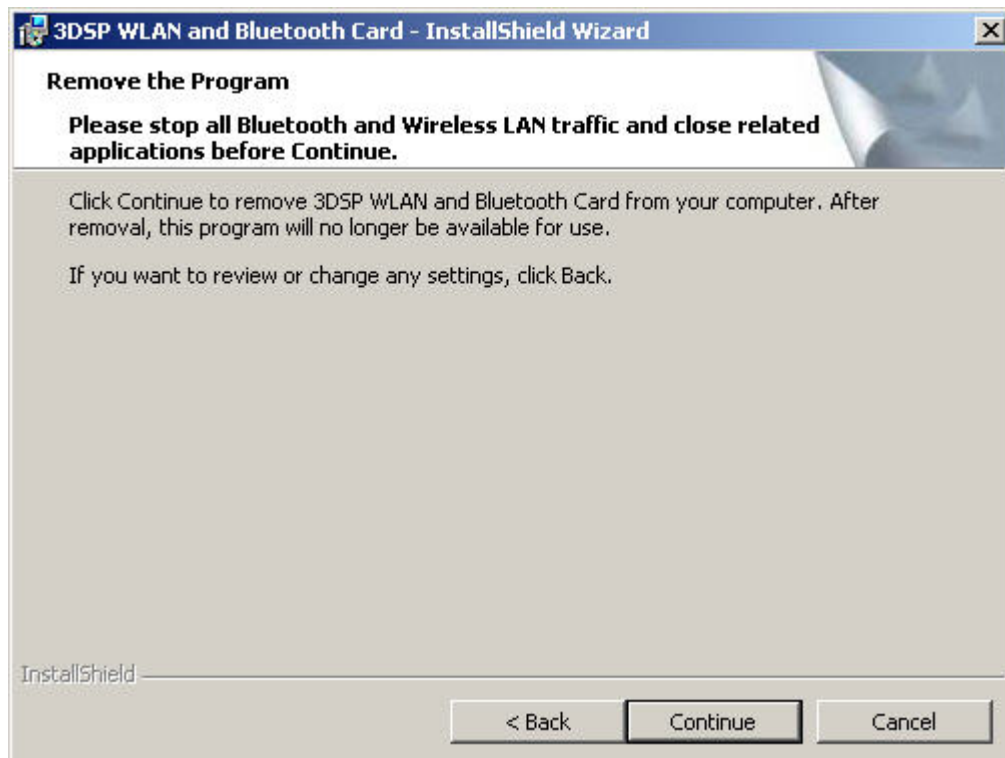 3DSP WLAN and Bluetooth Card - InstallShield Wizard
Remove the Program
Please stop all Bluetooth and Wireless LAN traffic and close related
applications before Continue.
Click Continue to remove 3DSP WLAN and Bluetooth Card from your computer. After
removal, this program will no longer be available for use.
If you want to review or change any settings, click Back.
InstallShield
< Back
Continue
Cancel